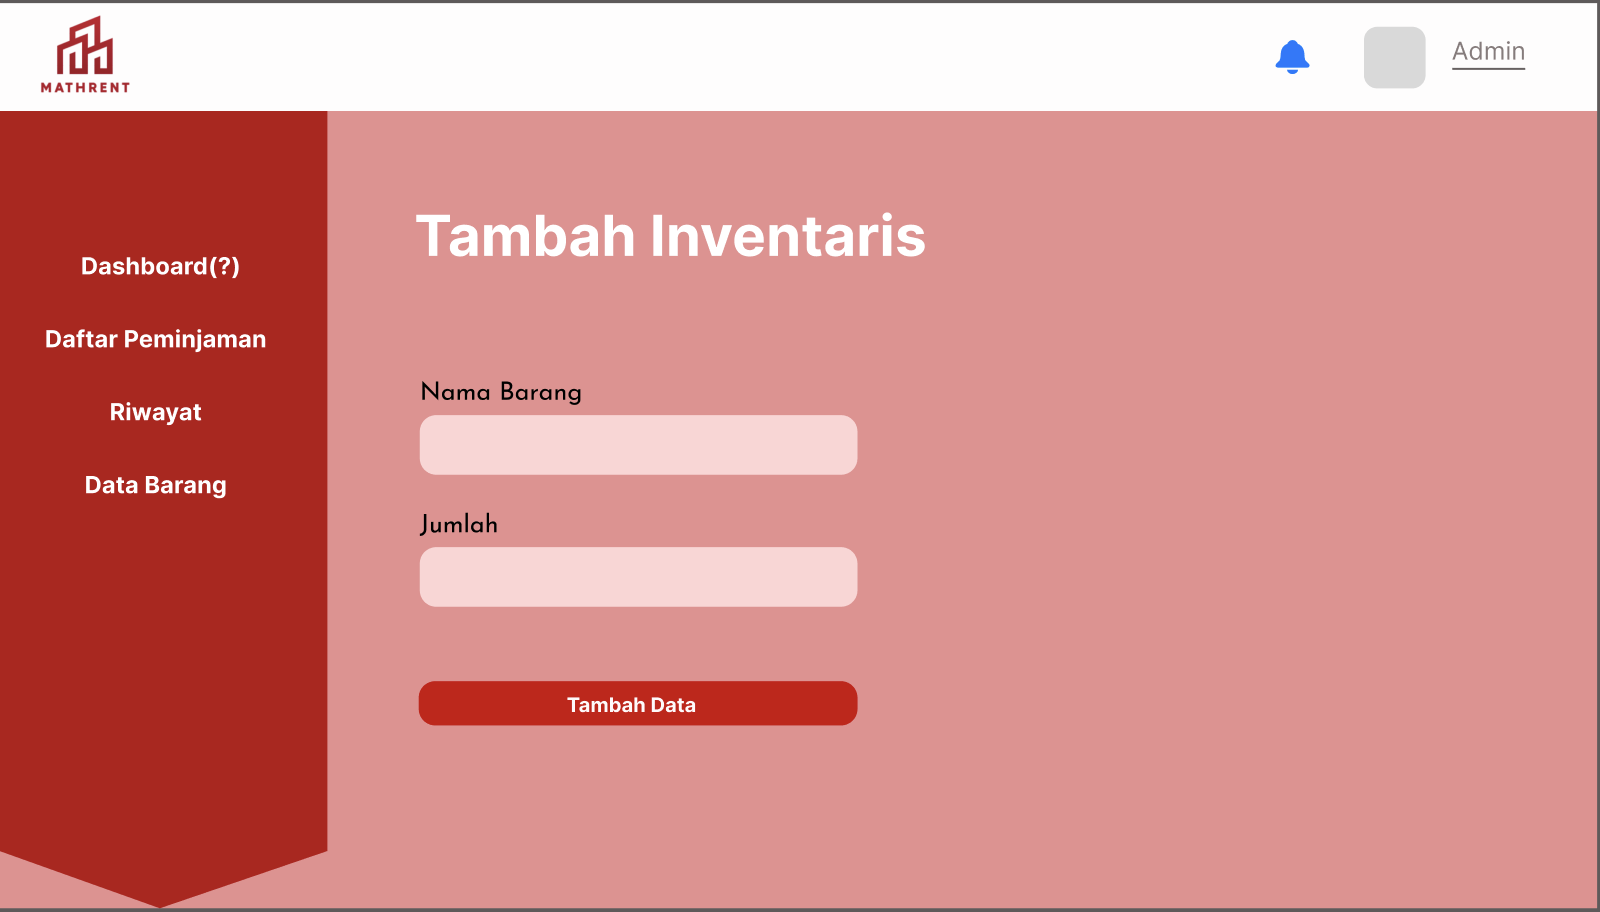 MATHRENT
Admin
Dashboard(?)
Daftar Peminjaman
Riwayat
Data Barang
Tambah Inventaris
Nama Barang
Jumlah
Tambah Data